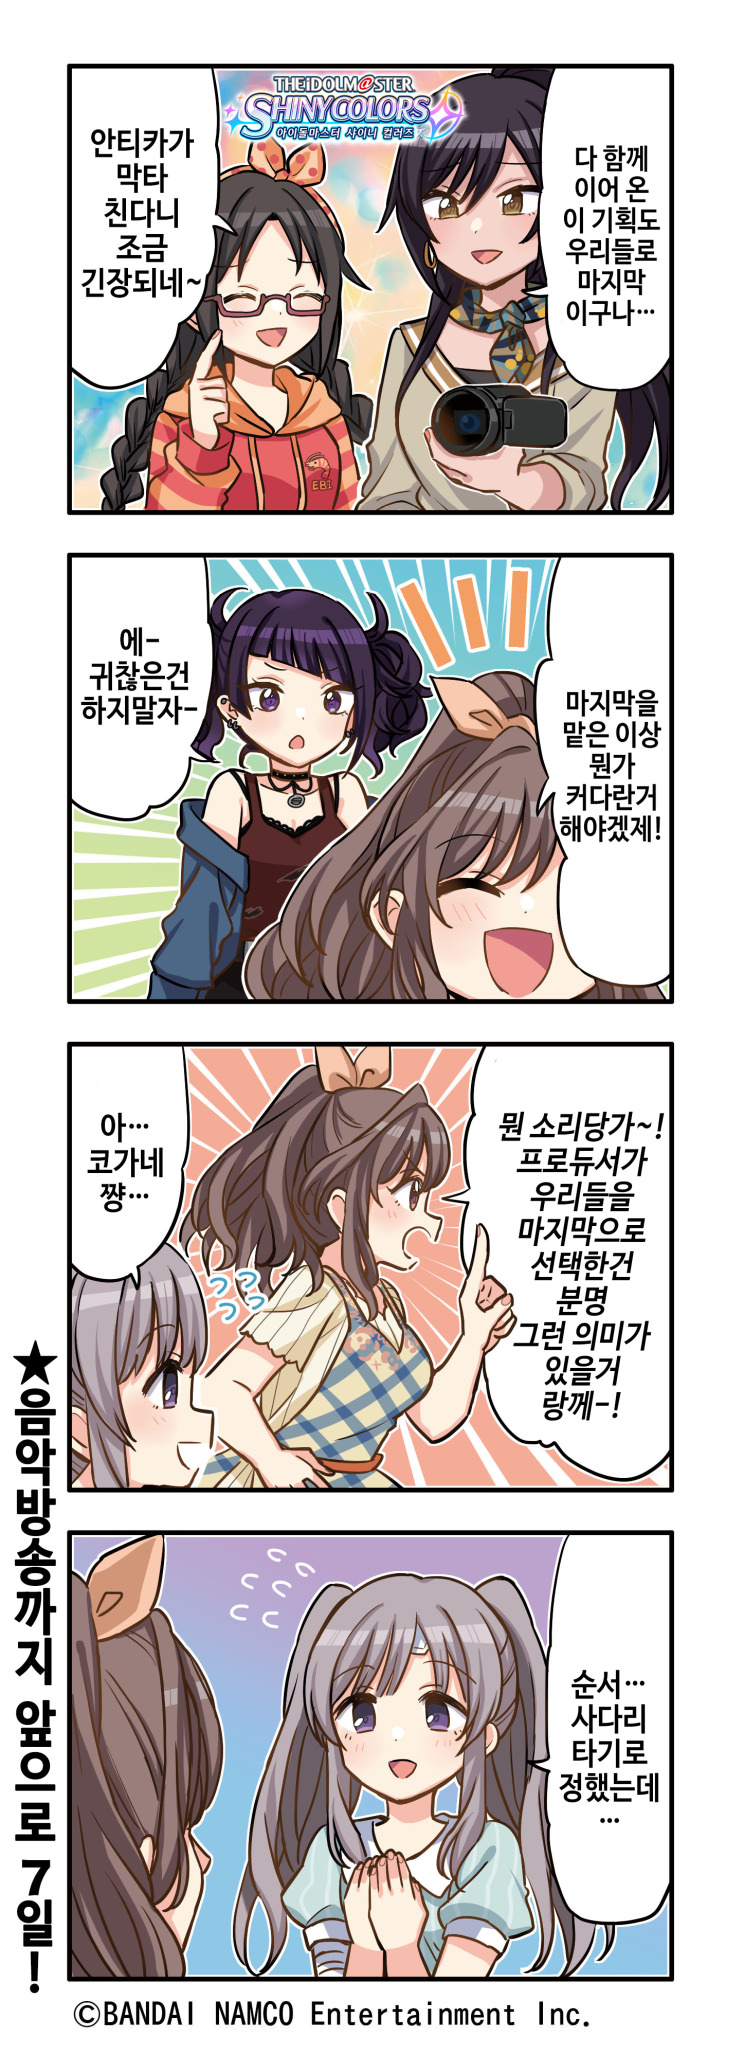 THE iDOLM@STER
SHINYCOLORS
아이돌마스터 샤이니 컬러즈
다 함께
이어 온
이 기획도
우리들로
마지막
이구나…
안티카가
막타
친다니
조금
긴장되네~
EBI
마지막을
맡은 이상
뭔가
커다란거
해야겠제!
에-
귀찮은건
하지말자-
뭔 소리당가~!
프로듀서가
우리들을
마지막으로
선택한건
분명
그런 의미가
있을거
랑께-!
아…
코가네
쨩…
순서…
사다리
타기로
정했는데
…
★음악방송까지 앞으로 7일!
©BANDAI NAMCO Entertainment Inc.